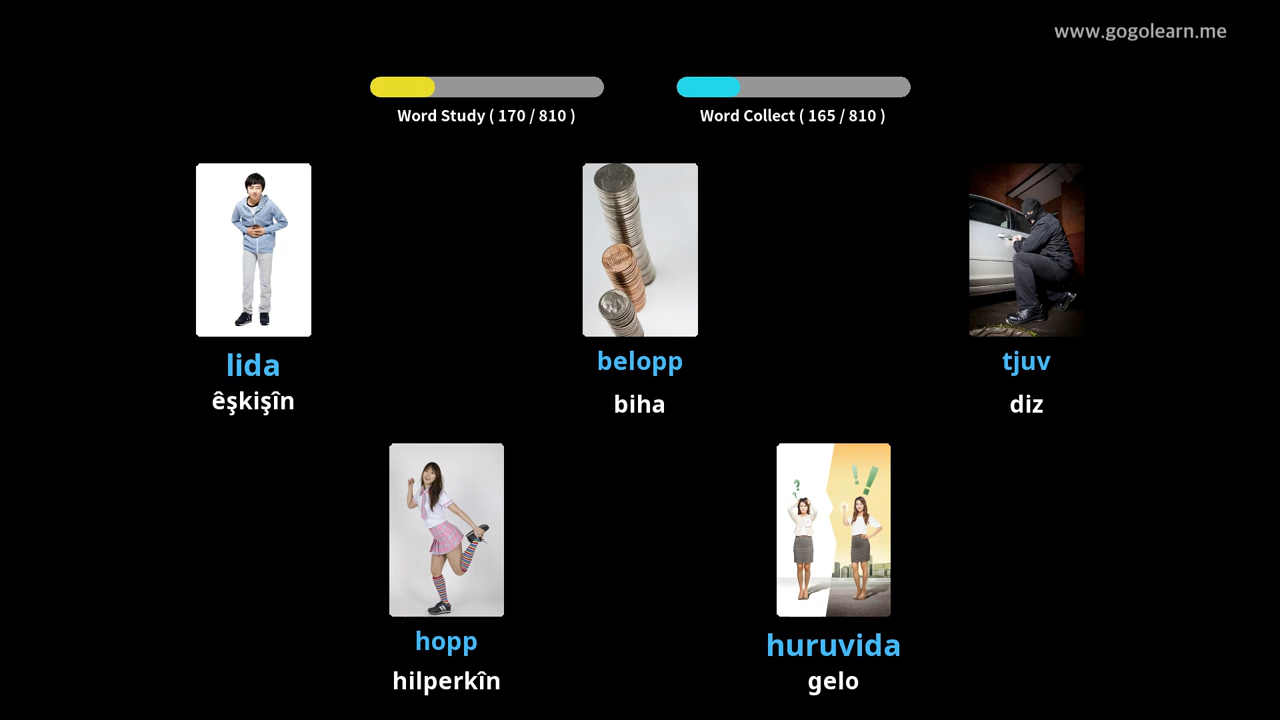 www.gogolearn.me
Word Study ( 170 / 810 )
Word Collect ( 165 / 810 )
lida
êşkişîn
belopp
biha
tjuv
diz
hopp
hilperkîn
huruvida
gelo